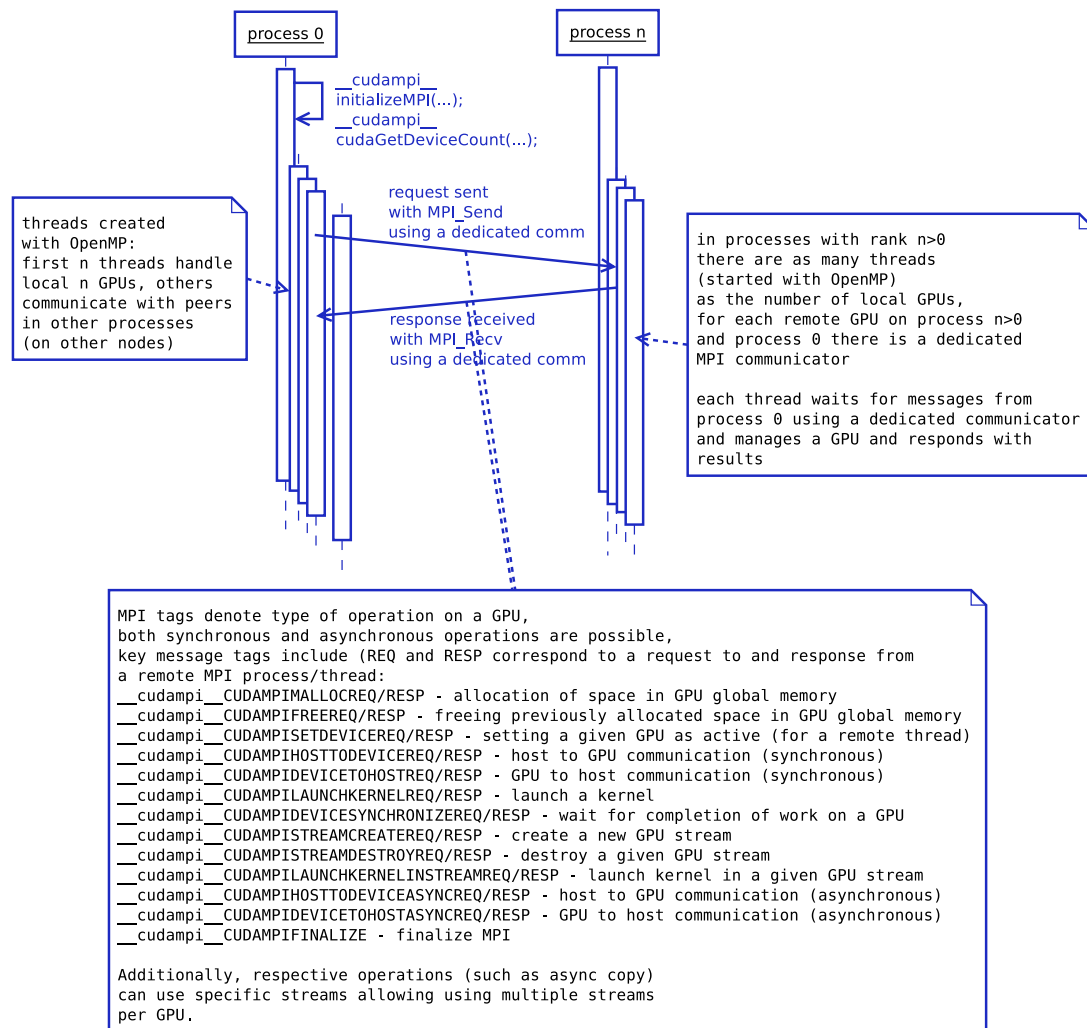 process 0
process n
__cudampi__
initializeMPI(...);
__cudampi__
cudaGetDeviceCount(...);
request sent
with MPI_Send
using a dedicated comm
threads created
with OpenMP:
first n threads handle
local n GPUs, others
communicate with peers
in other processes
(on other nodes)
response received
with MPI_Recv
using a dedicated comm
in processes with rank n>0
there are as many threads
(started with OpenMP)
as the number of local GPUs,
for each remote GPU on process n>0
and process 0 there is a dedicated
MPI communicator
each thread waits for messages from
process 0 using a dedicated communicator
and manages a GPU and responds with
results
MPI tags denote type of operation on a GPU,
both synchronous and asynchronous operations are possible,
key message tags include (REQ and RESP correspond to a request to and response from
a remote MPI process/thread:
__cudampi__CUDAMPIMALLOCREQ/RESP - allocation of space in GPU global memory
__cudampi__CUDAMPIFREEREQ/RESP - freeing previously allocated space in GPU global memory
__cudampi__CUDAMPISETDEVICEREQ/RESP - setting a given GPU as active (for a remote thread)
__cudampi__CUDAMPIHOSTTODEVICEREQ/RESP - host to GPU communication (synchronous)
__cudampi__CUDAMPIDEVICETOHOSTREQ/RESP - GPU to host communication (synchronous)
__cudampi__CUDAMPILAUNCHKERNELREQ/RESP - launch a kernel
__cudampi__CUDAMPIDEVICESYNCHRONIZEREQ/RESP - wait for completion of work on a GPU
__cudampi__CUDAMPISTREAMCREATEREQ/RESP - create a new GPU stream
__cudampi__CUDAMPISTREAMDESTROYREQ/RESP - destroy a given GPU stream
__cudampi__CUDAMPILAUNCHKERNELINSTREAMREQ/RESP - launch kernel in a given GPU stream
__cudampi__CUDAMPIHOSTTODEVICEASYNCREQ/RESP - host to GPU communication (asynchronous)
__cudampi__CUDAMPIDEVICETOHOSTASYNCREQ/RESP - GPU to host communication (asynchronous)
__cudampi__CUDAMPIFINALIZE - finalize MPI
Additionally, respective operations (such as async copy)
can use specific streams allowing using multiple streams
per GPU.